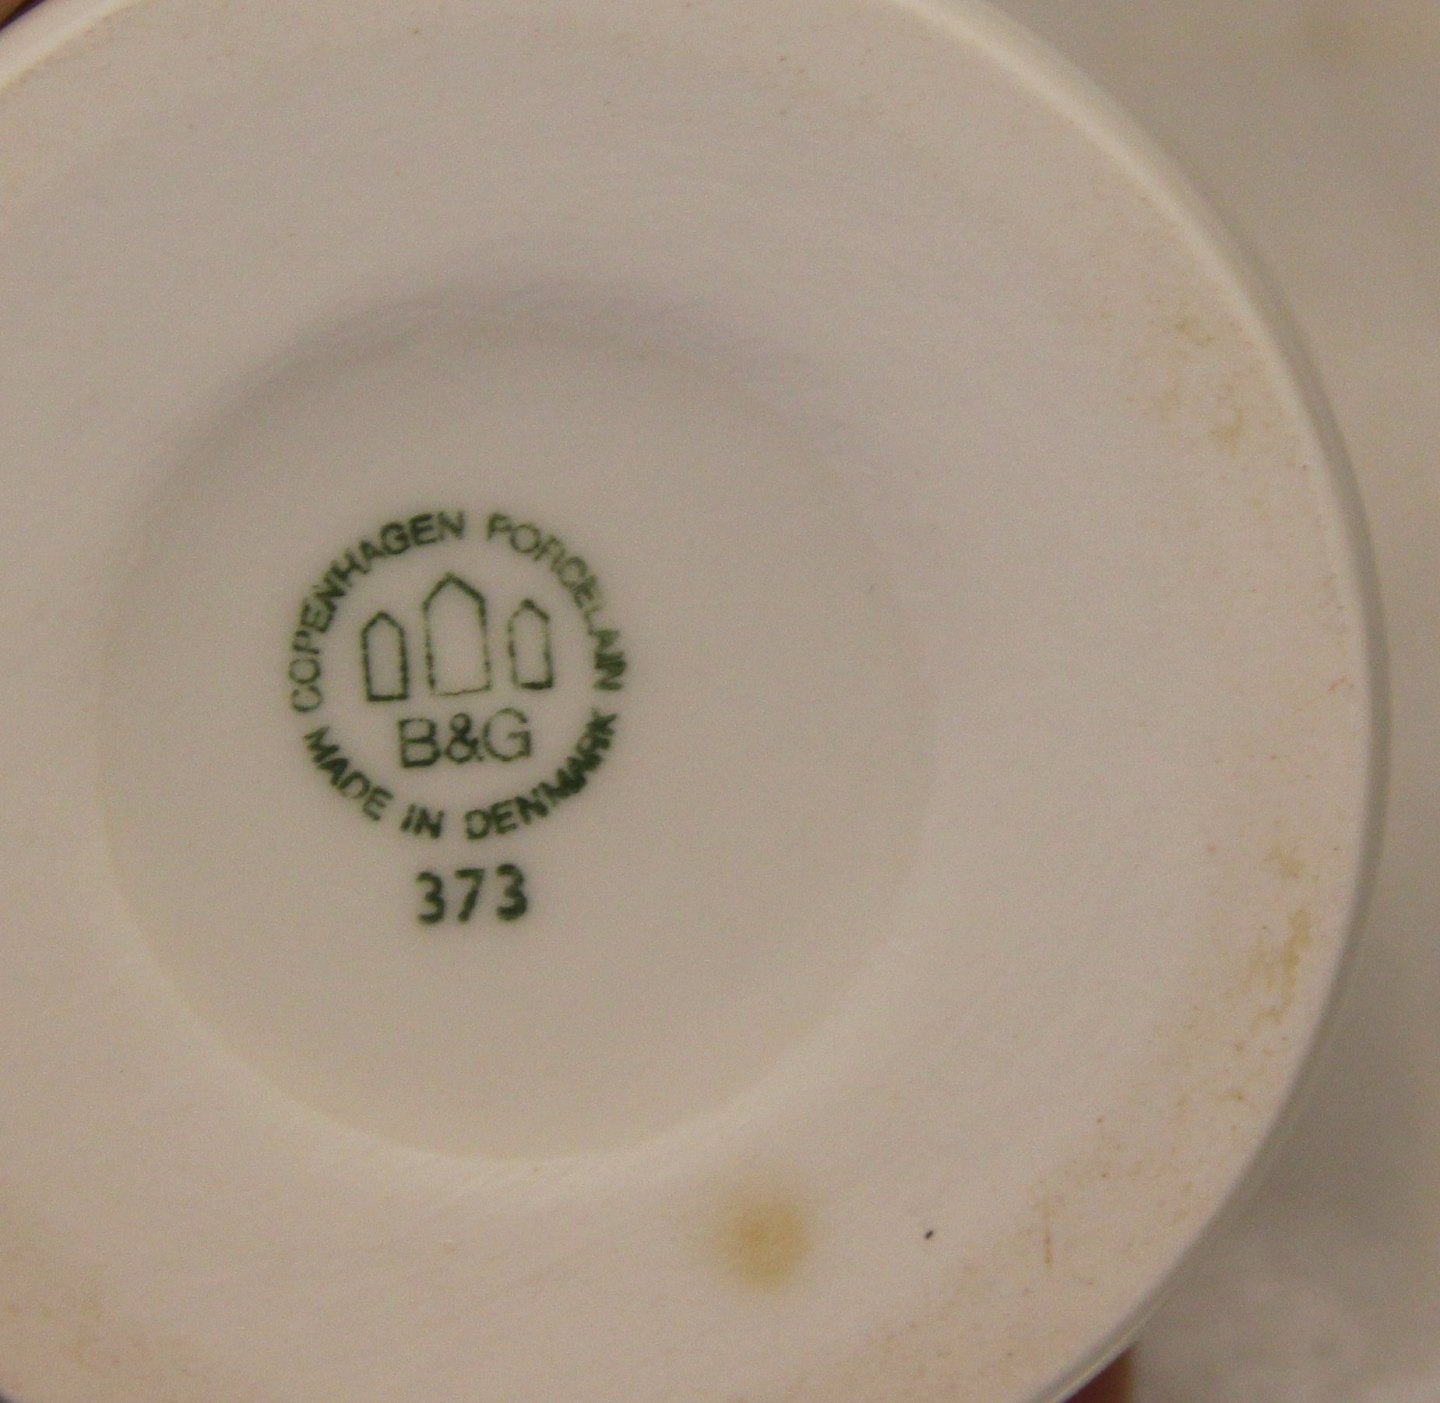 COPENHAGEN PORCELAIN
B&G
MADE IN DENMARK
373